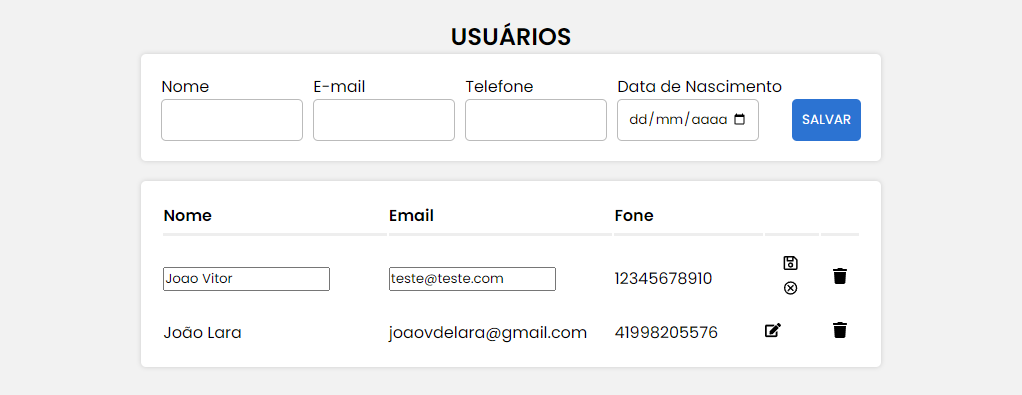 USUÁRIOS
Nome E-mail Telefone Data de Nascimento
dd/mm/aaaa SALVAR
Nome Email Fone
Joao Vitor teste@teste.com 12345678910
João Lara joaovdelara@gmail.com 41998205576